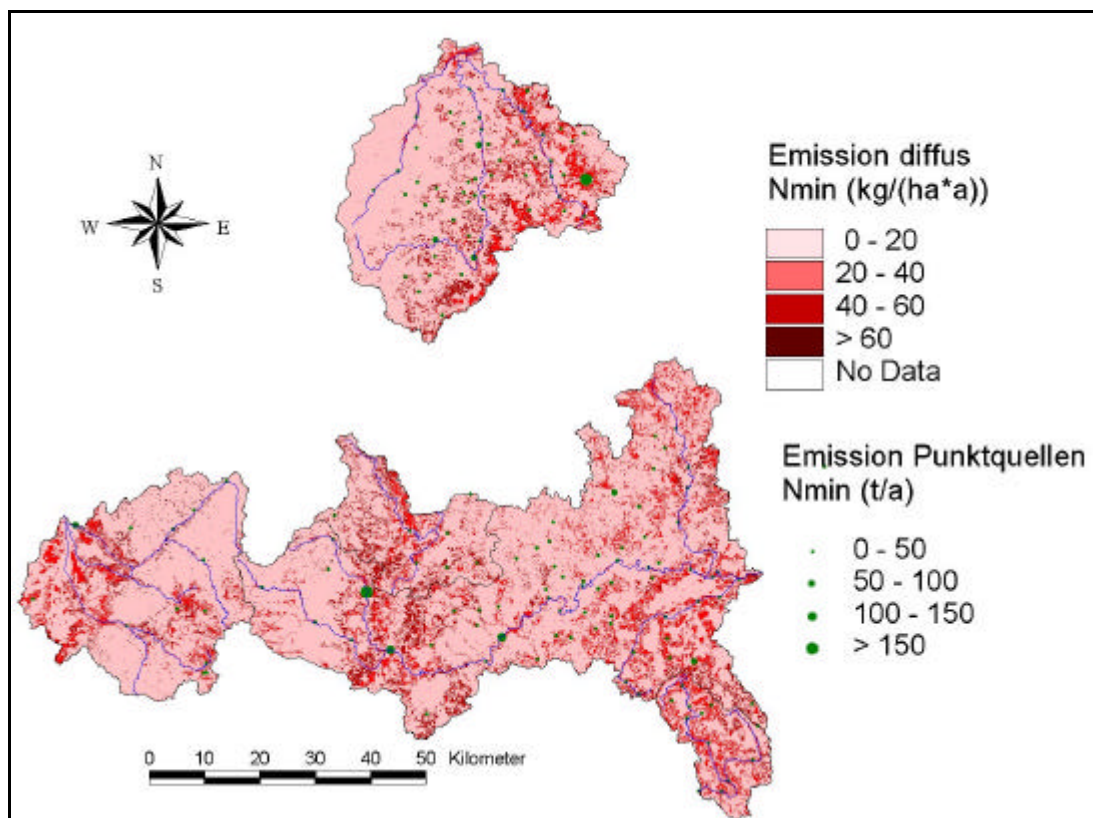 N
W
E
S
Emission diffus
Nmin (kg/(ha*a))
0 - 20
20 - 40
40 - 60
> 60
No Data
Emission Punktquellen
Nmin (t/a)
0 - 50
50 - 100
100 - 150
> 150
0 10 20 30 40 50 Kilometer